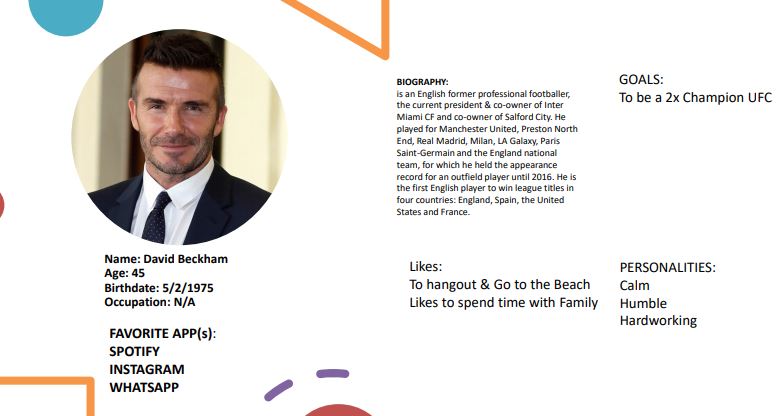 Name: David Beckham
Age: 45
Birthdate: 5/2/1975
Occupation: N/A
FAVORITE APP(s):
SPOTIFY
INSTAGRAM
WHATSAPP
BIOGRAPHY:
is an English former professional footballer,
the current president & co-owner of Inter
Miami CF and co-owner of Salford City. He
played for Manchester United, Preston North
End, Real Madrid, Milan, LA Galaxy, Paris
Saint-Germain and the England national
team, for which he held the appearance
record for an outfield player until 2016. He is
the first English player to win league titles in
four countries: England, Spain, the United
States and France.
Likes:
To hangout & Go to the Beach
Likes to spend time with Family
GOALS:
To be a 2x Champion UFC
PERSONALITIES:
Calm
Humble
Hardworking